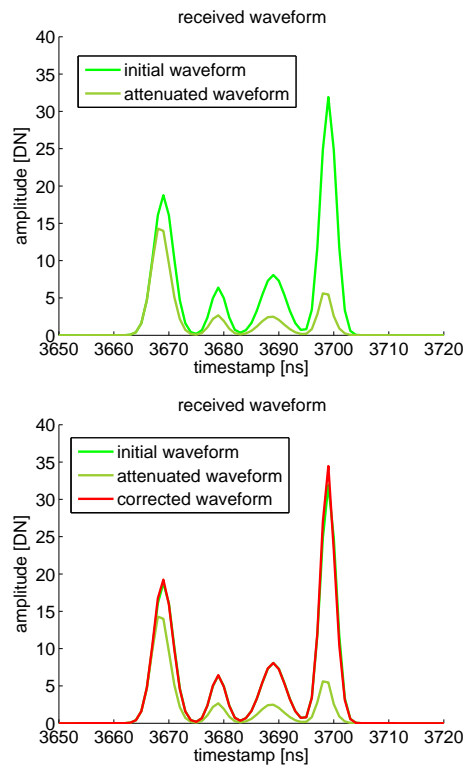 received waveform
40
35
30
25
20
15
10
5
0
amplitude [DN]
initial waveform
attenuated waveform
3650 3660 3670 3680 3690 3700 3710 3720
timestamp [ns]
received waveform
40
35
30
25
20
15
10
5
0
amplitude [DN]
initial waveform
attenuated waveform
corrected waveform
3650 3660 3670 3680 3690 3700 3710 3720
timestamp [ns]